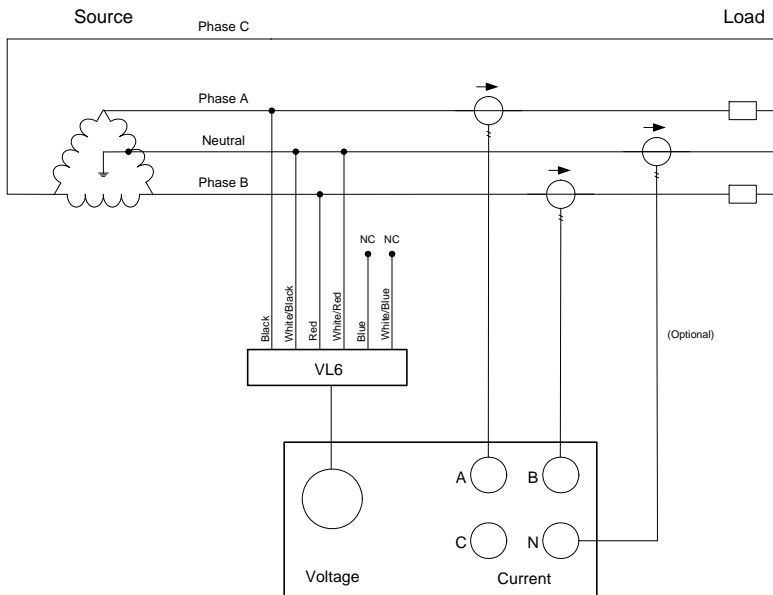 Source
Load
Phase C
Phase A
Neutral
Phase B
NC
NC
Black
White/Black
Red
White/Red
Blue
White/Blue
(Optional)
VL6
A
B
C
N
Voltage
Current